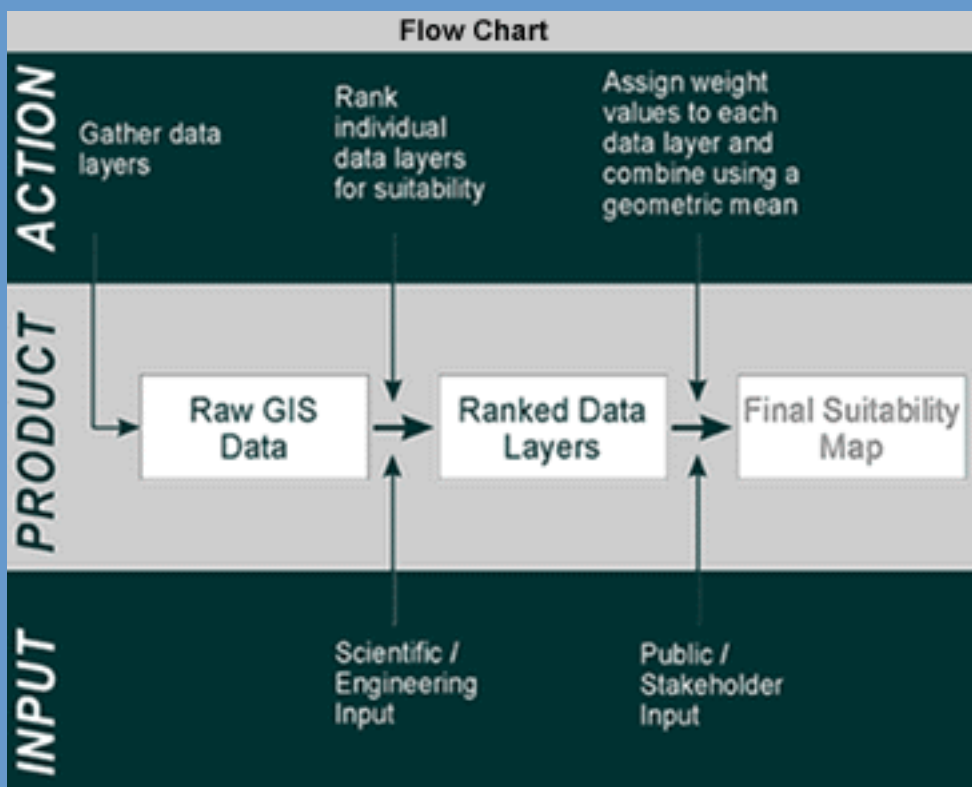 Flow Chart
ACTION
Gather data
layers
Rank
individual
data layers
for suitability
Assign weight
values to each
data layer and
combine using a
geometric mean
PRODUCT
Raw GIS
Data
Ranked Data
Layers
Final Suitability
Map
INPUT
Scientific /
Engineering
Input
Public /
Stakeholder
Input